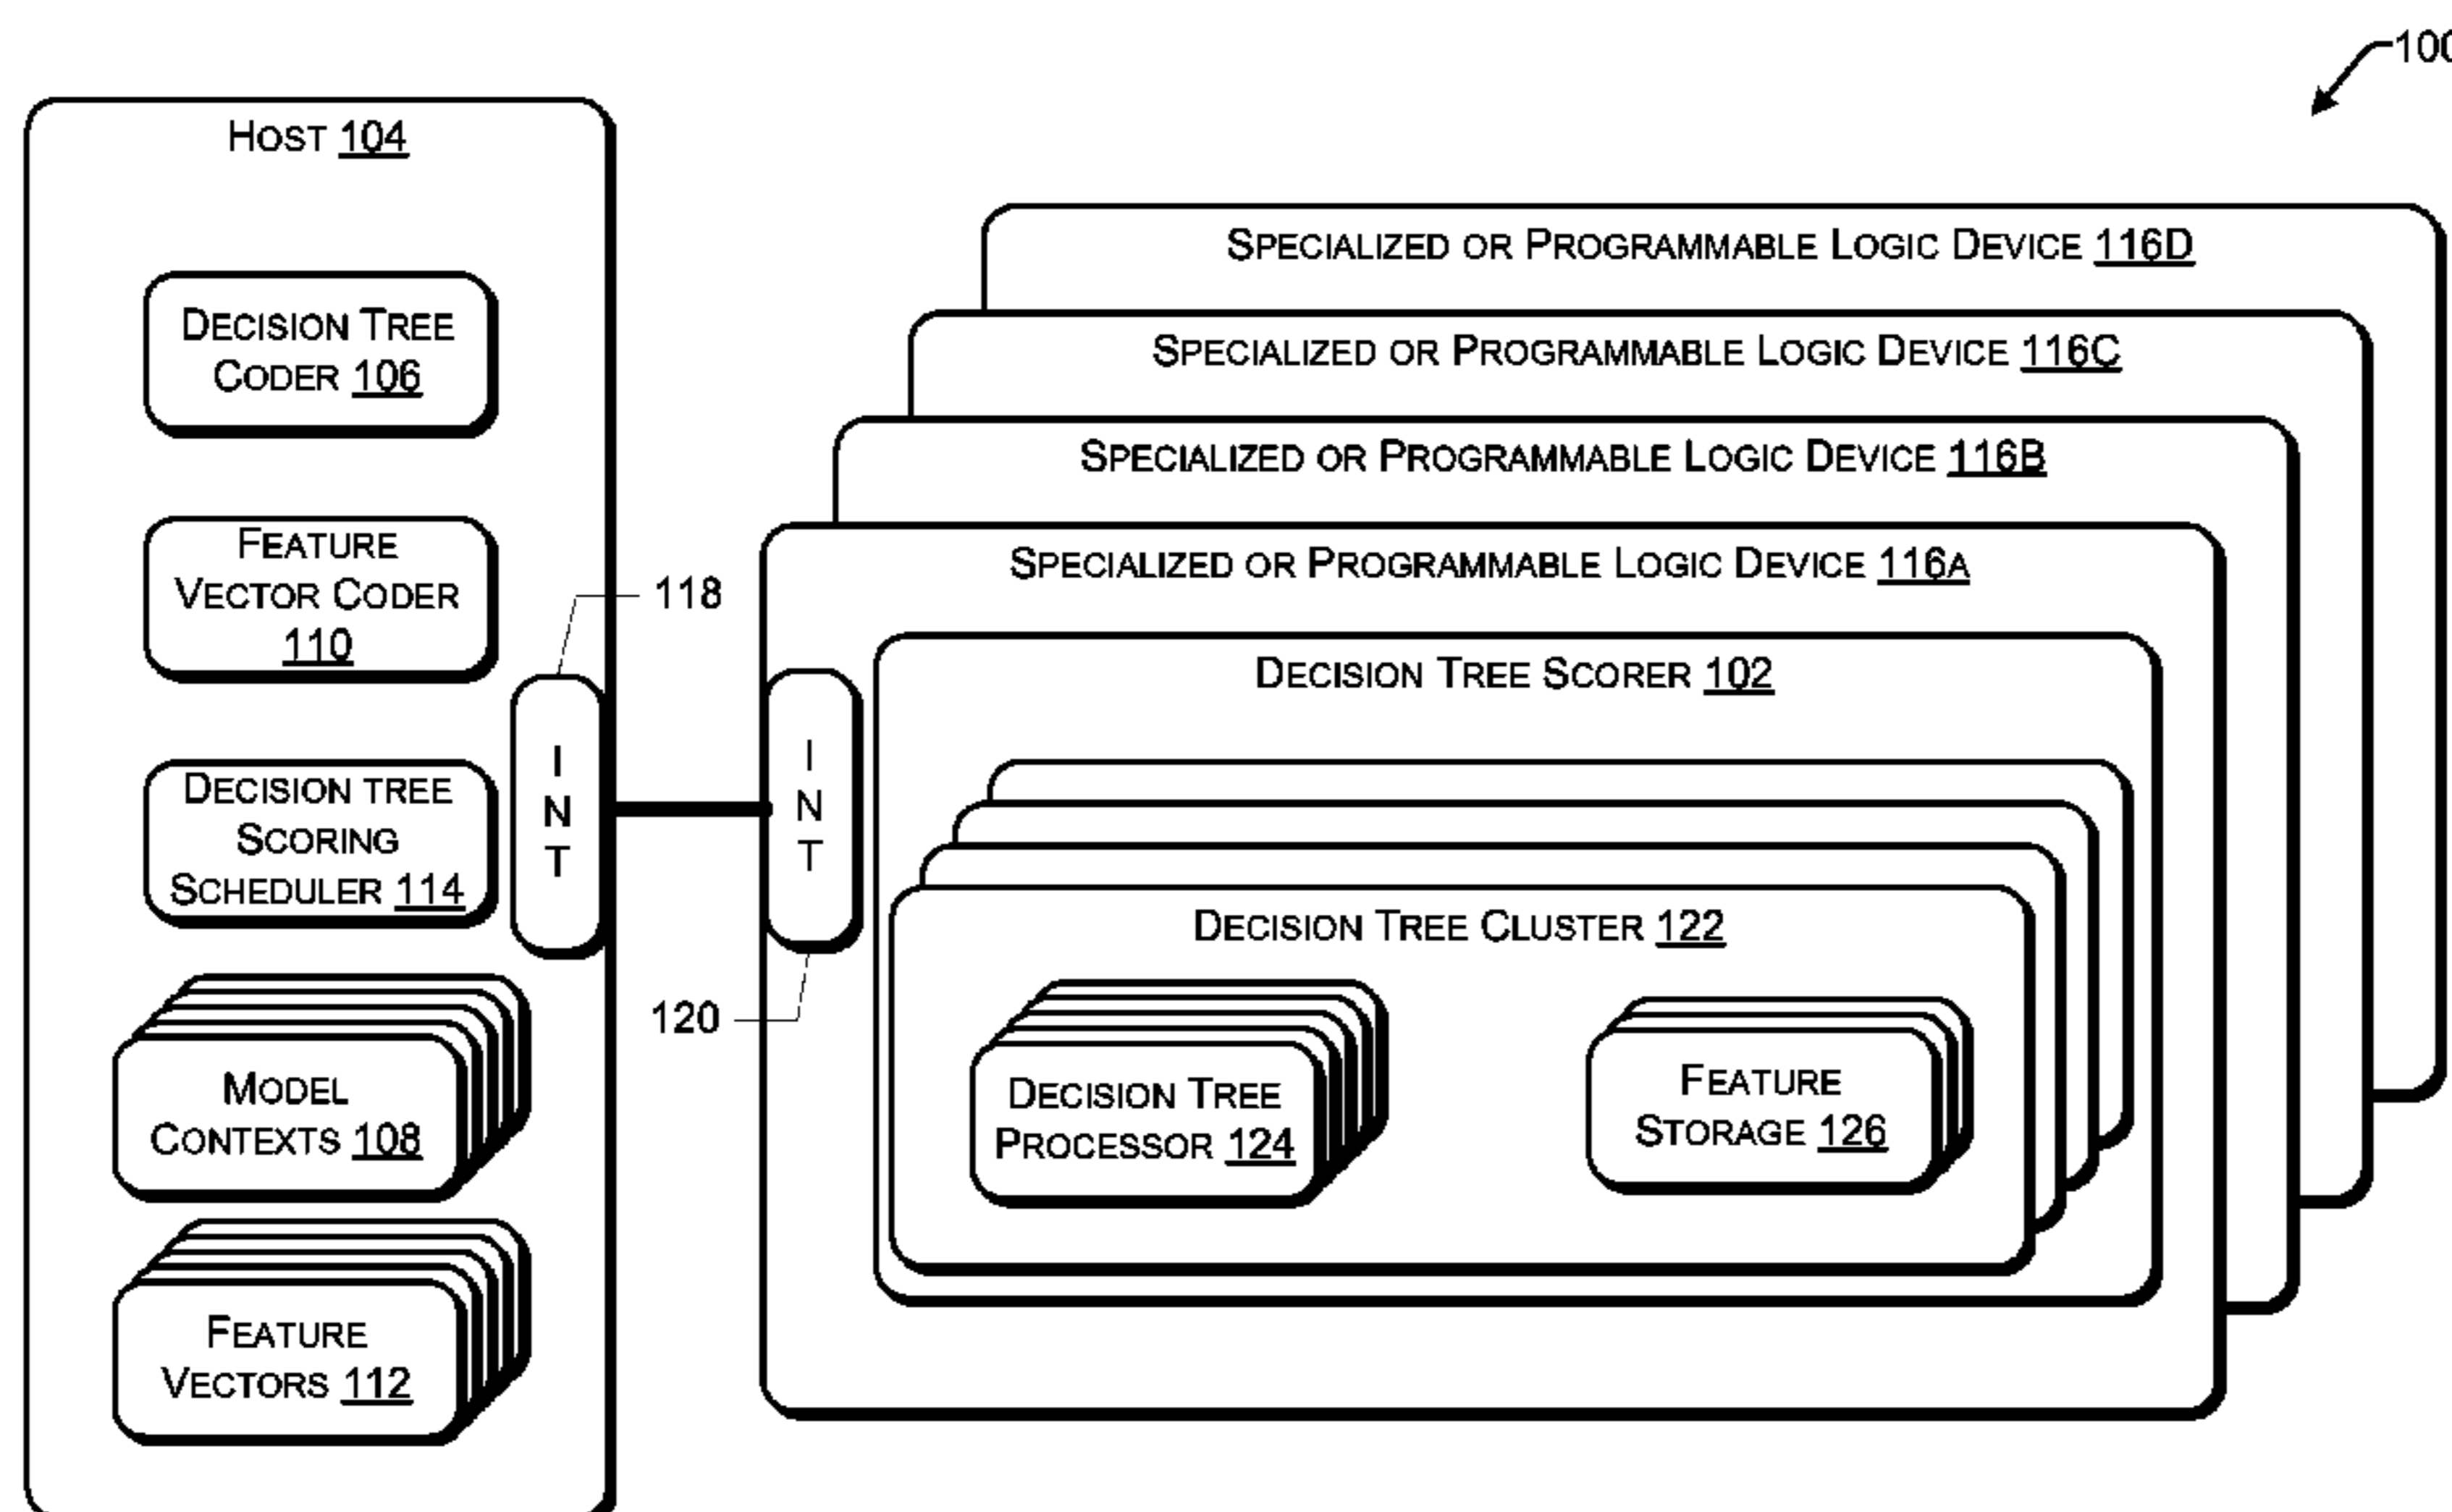 100
HOST 104
DECISION TREE
CODER 106
FEATURE
VECTOR CODER
110
DECISION TREE
SCORING
SCHEDULER 114
MODEL
CONTEXTS 108
FEATURE
VECTORS 112
118
I
N
T
SPECIALIZED OR PROGRAMMABLE LOGIC DEVICE 116D
SPECIALIZED OR PROGRAMMABLE LOGIC DEVICE 116C
SPECIALIZED OR PROGRAMMABLE LOGIC DEVICE 116B
SPECIALIZED OR PROGRAMMABLE LOGIC DEVICE 116A
I
N
T
120
DECISION TREE SCORER 102
DECISION TREE CLUSTER 122
DECISION TREE
PROCESSOR 124
FEATURE
STORAGE 126